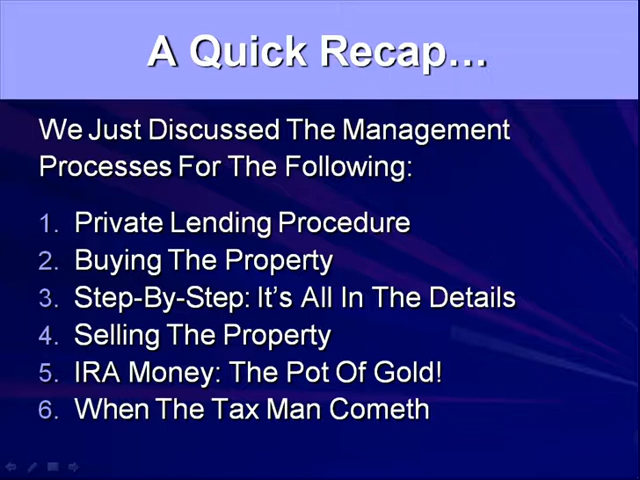 A Quick Recap…
We Just Discussed The Management
Processes For The Following:
1. Private Lending Procedure
2. Buying The Property
3. Step-By-Step: It's All In The Details
4. Selling The Property
5. IRA Money: The Pot Of Gold!
6. When The Tax Man Cometh